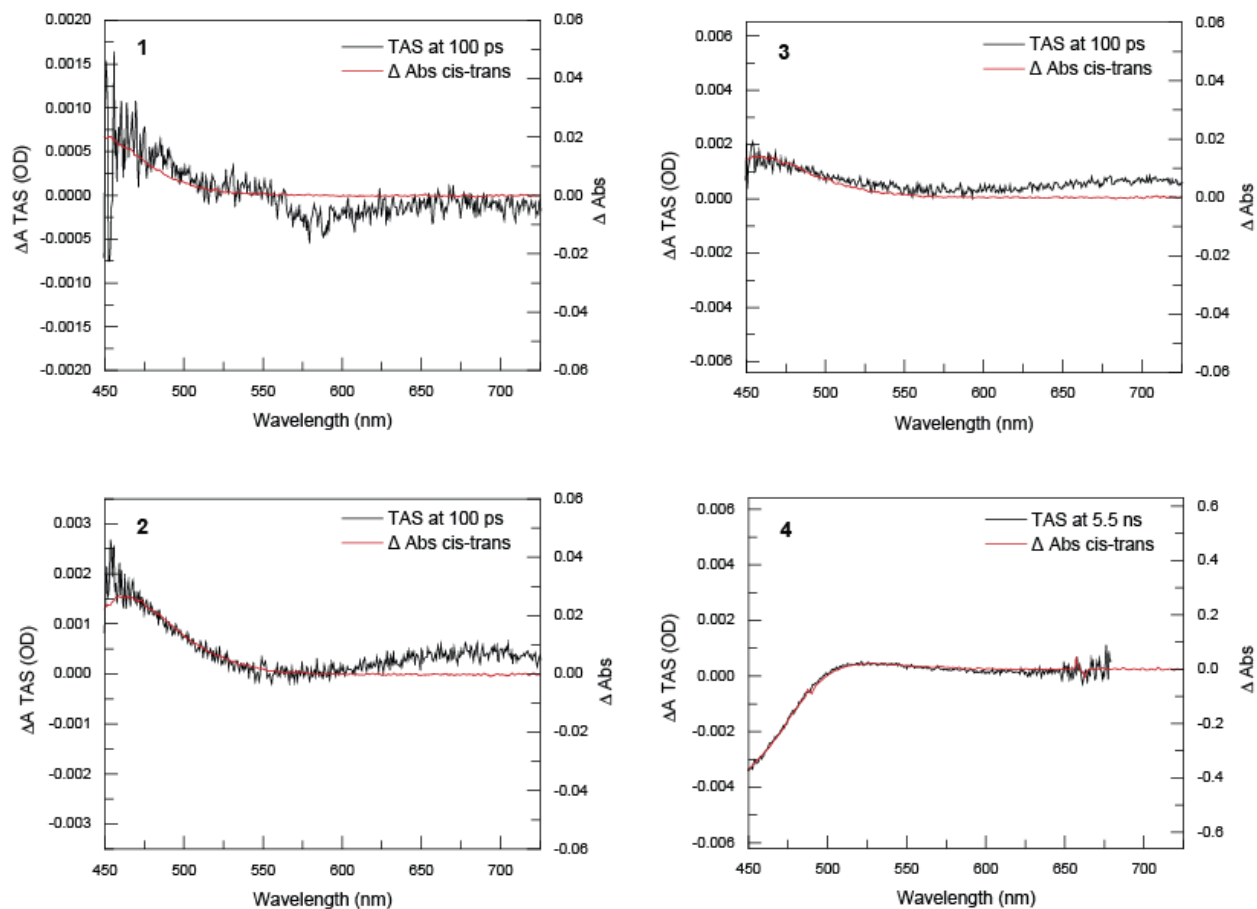 1
TAS at 100 ps
Δ Abs cis-trans
0.0020
0.0015
0.0010
0.0005
0.0000
-0.0005
-0.0010
-0.0015
-0.0020
ΔA TAS (OD)
0.06
0.04
0.02
0.00
-0.02
-0.04
-0.06
Δ Abs
450 500 550 600 650 700
Wavelength (nm)
3
TAS at 100 ps
Δ Abs cis-trans
0.006
0.004
0.002
0.000
-0.002
-0.004
-0.006
ΔA TAS (OD)
0.06
0.04
0.02
0.00
-0.02
-0.04
-0.06
Δ Abs
450 500 550 600 650 700
Wavelength (nm)
2
TAS at 100 ps
Δ Abs cis-trans
0.003
0.002
0.001
0.000
-0.001
-0.002
-0.003
ΔA TAS (OD)
0.06
0.04
0.02
0.00
-0.02
-0.04
-0.06
Δ Abs
450 500 550 600 650 700
Wavelength (nm)
4
TAS at 5.5 ns
Δ Abs cis-trans
0.006
0.004
0.002
0.000
-0.002
-0.004
-0.006
ΔA TAS (OD)
0.6
0.4
0.2
0.0
-0.2
-0.4
-0.6
Δ Abs
450 500 550 600 650 700
Wavelength (nm)